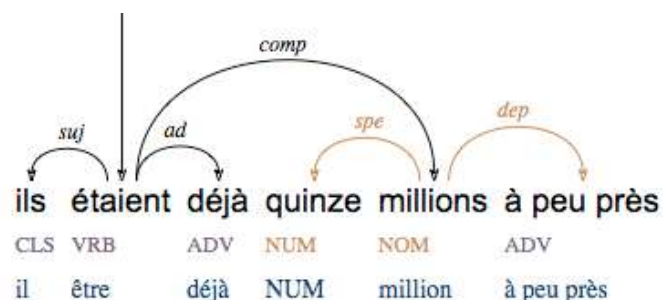 comp
suj ad spe dep
ils étaient déjà quinze millions à peu près
CLS VRB ADV NUM NOM ADV
il être déjà NUM million à peu près